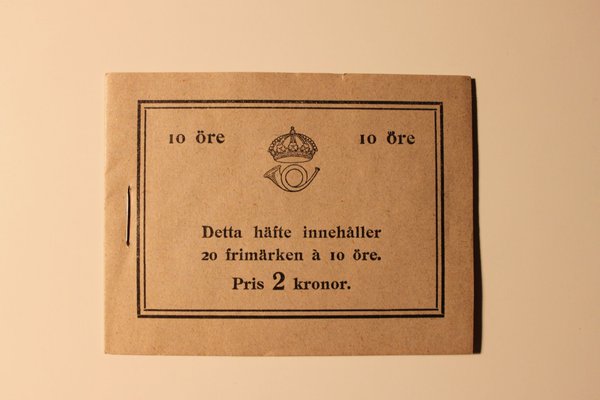 10 öre 10 öre
Detta häfte innehåller
20 frimärken à 10 öre.
Pris 2 kronor.